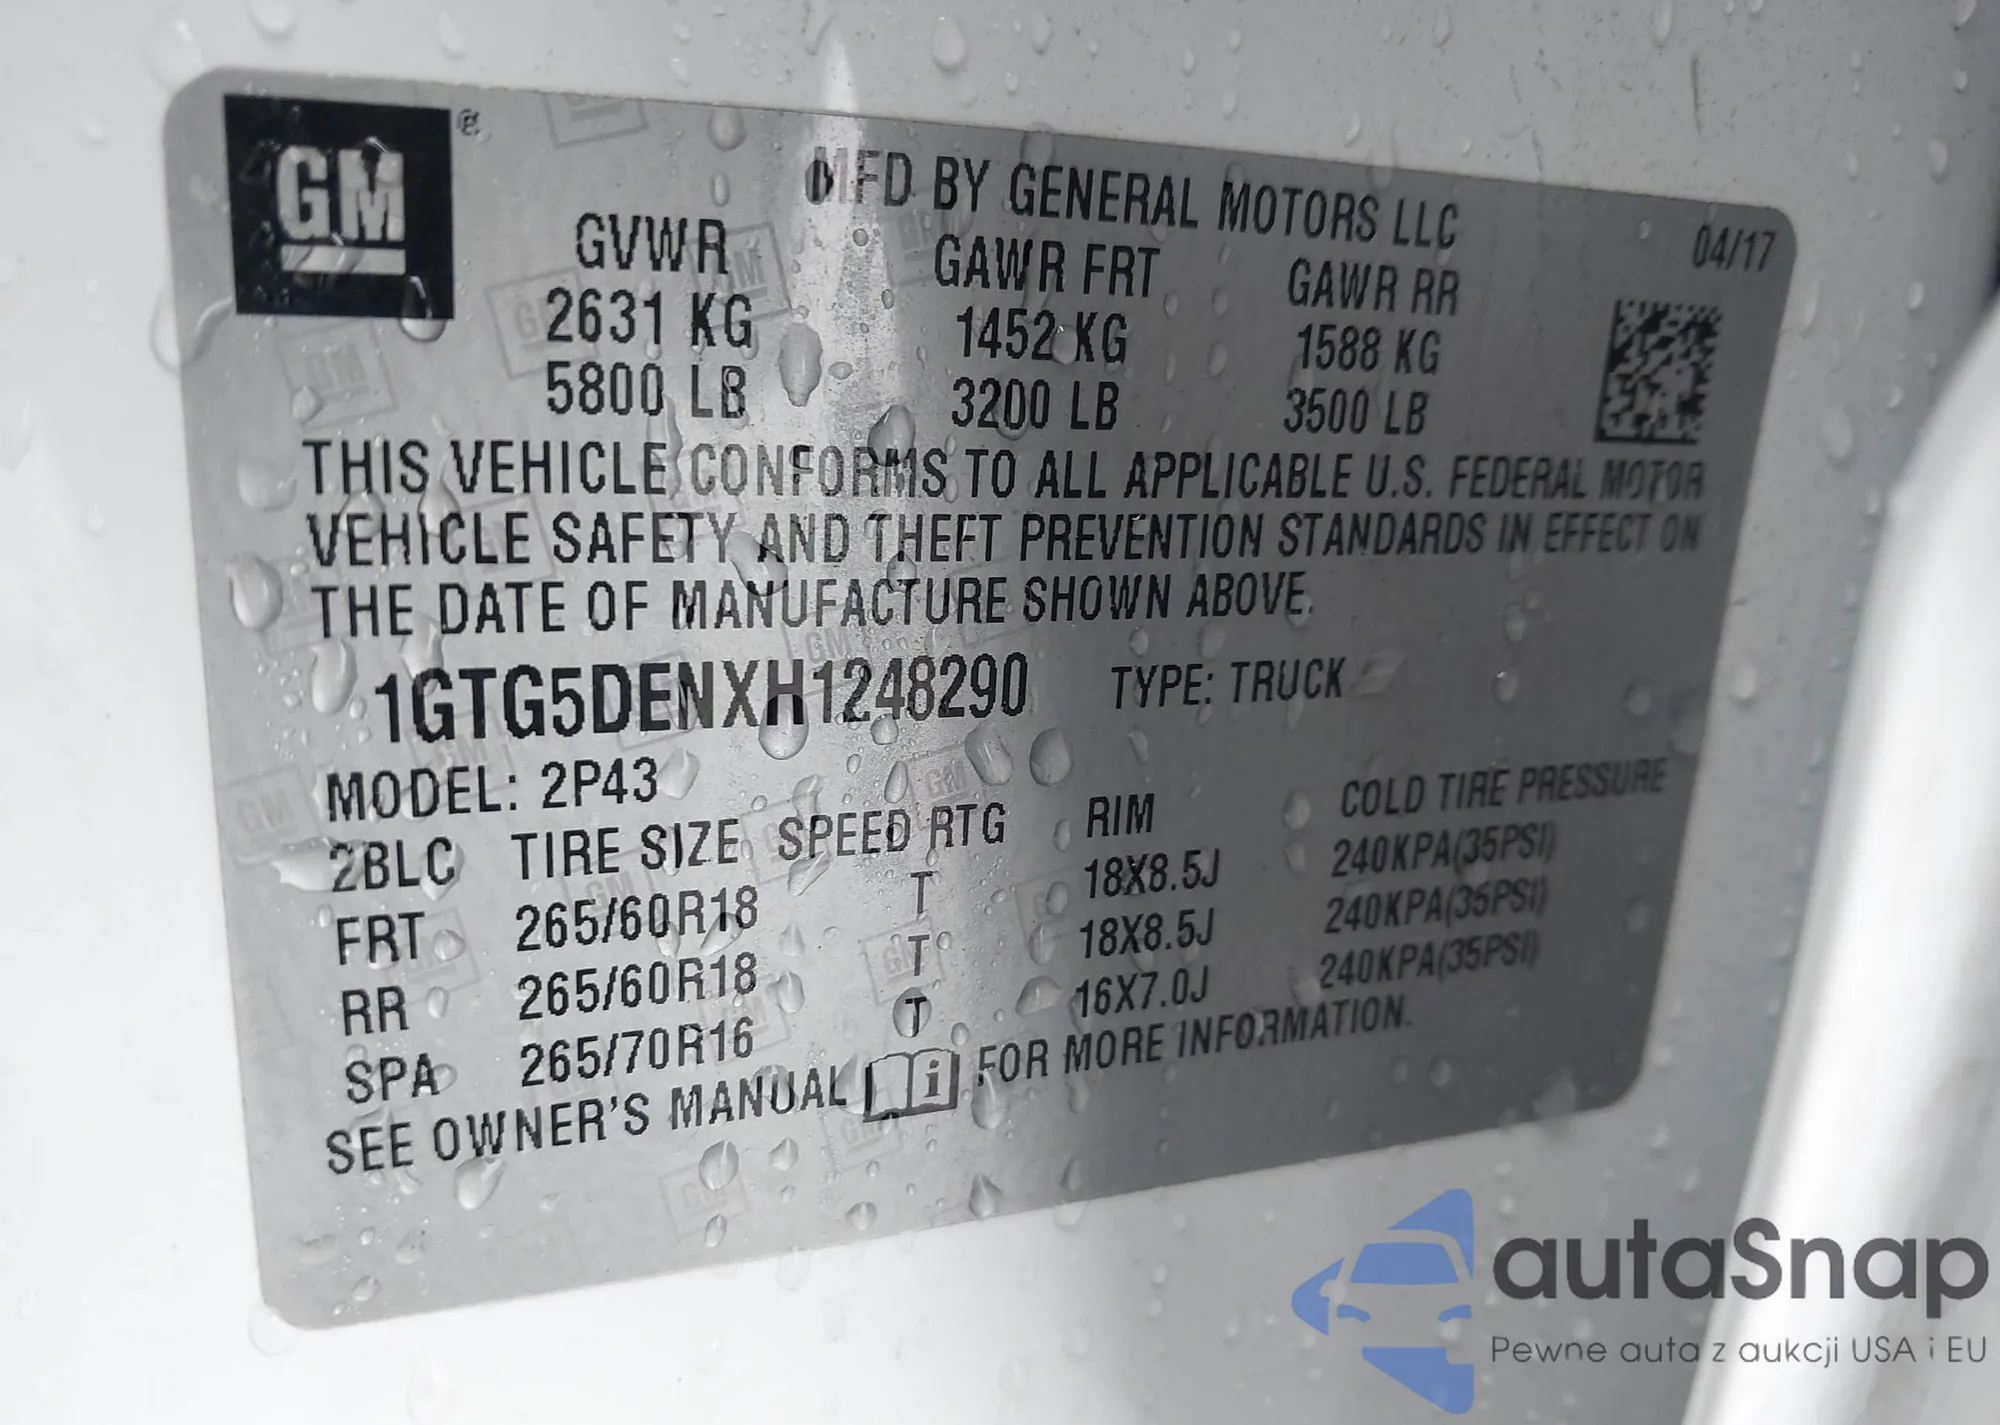 GM ®
MFD BY GENERAL MOTORS LLC
04/17
GVWR GAWR FRT GAWR RR
2631 KG 1452 KG 1588 KG
5800 LB 3200 LB 3500 LB
THIS VEHICLE CONFORMS TO ALL APPLICABLE U.S. FEDERAL MOTOR
VEHICLE SAFETY AND THEFT PREVENTION STANDARDS IN EFFECT ON
THE DATE OF MANUFACTURE SHOWN ABOVE.
1GTG5DENXH1248290 TYPE: TRUCK
MODEL: 2P43
2BLC TIRE SIZE SPEED RTG RIM COLD TIRE PRESSURE
FRT 265/60R18 T 18X8.5J 240KPA(35PSI)
RR 265/60R18 T 18X8.5J 240KPA(35PSI)
SPA 265/70R16 T 16X7.0J 240KPA(35PSI)
SEE OWNER'S MANUAL i FOR MORE INFORMATION.
autaSnap
Pewne auta z aukcji USA i EU